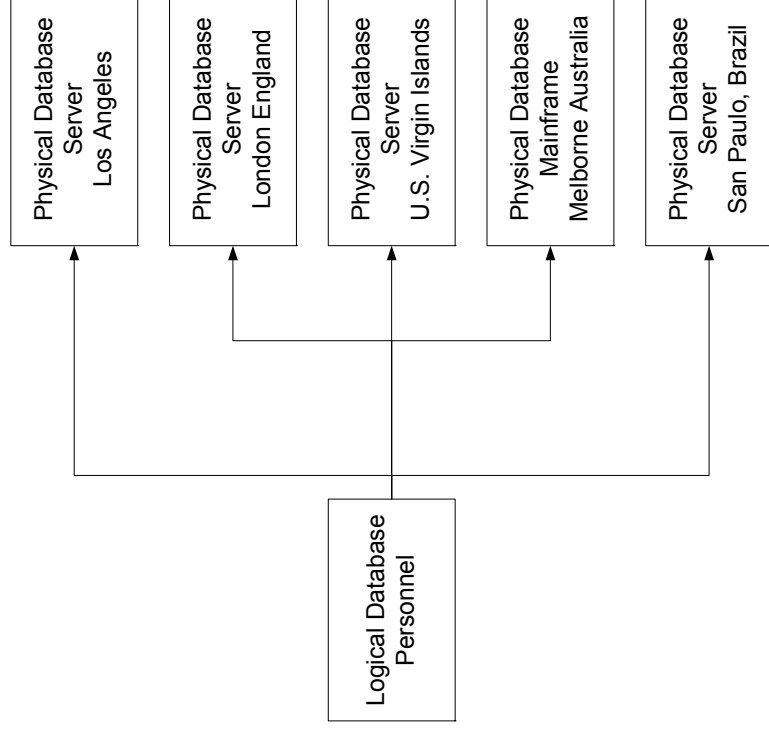 Physical Database
Server
Los Angeles
Physical Database
Server
London England
Physical Database
Server
U.S. Virgin Islands
Physical Database
Mainframe
Melborne Australia
Physical Database
Server
San Paulo, Brazil
Logical Database
Personnel